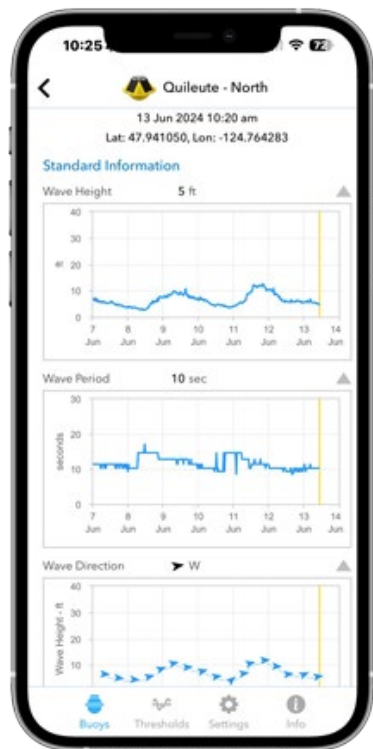 10:25
72
Quileute - North
13 Jun 2024 10:20 am
Lat: 47.941050, Lon: -124.764283
Standard Information
Wave Height 5 ft
40
30
ft
20
10
0
7 8 9 10 11 12 13 14
Jun Jun Jun Jun Jun Jun Jun Jun
Wave Period 10 sec
30
seconds
20
10
0
7 8 9 10 11 12 13 14
Jun Jun Jun Jun Jun Jun Jun Jun
Wave Direction W
40
Wave Height - ft
30
20
10
Buoys Thresholds Settings Info